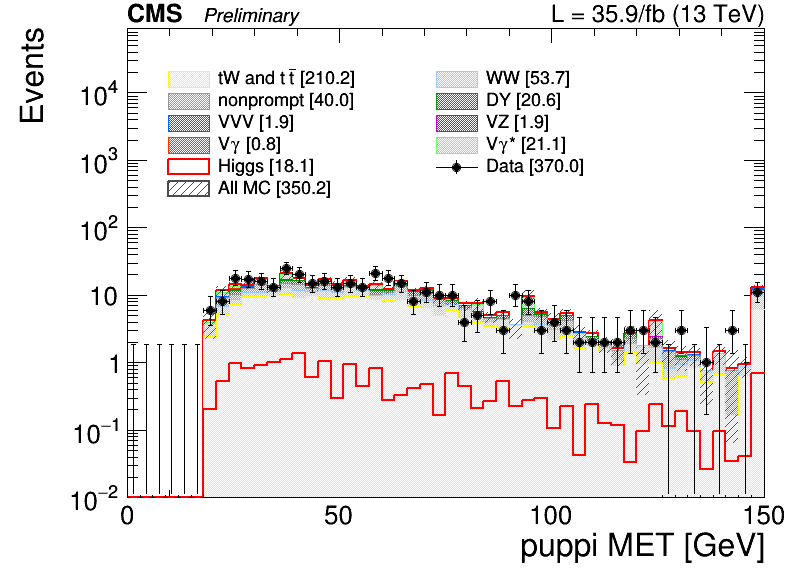 CMS Preliminary L = 35.9/fb (13 TeV)
Events
tW and t t̄ [210.2] WW [53.7]
nonprompt [40.0] DY [20.6]
VVV [1.9] VZ [1.9]
Vγ [0.8] Vγ* [21.1]
Higgs [18.1] Data [370.0]
All MC [350.2]
10⁴
10³
10²
10
1
10⁻¹
10⁻²
0 50 100 150
puppi MET [GeV]